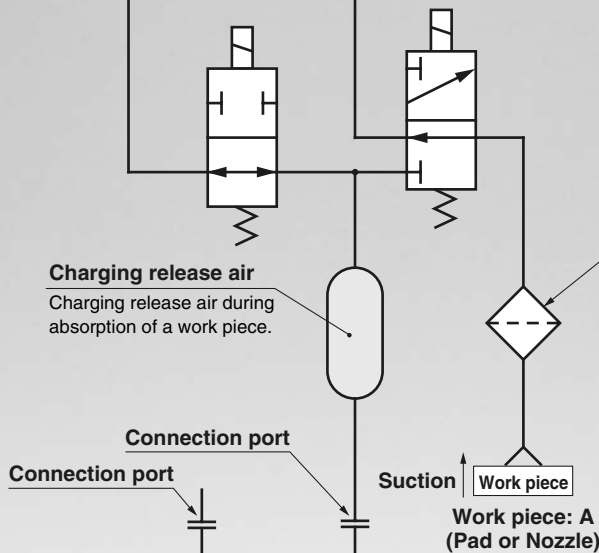 Charging release air
Charging release air during
absorption of a work piece.
Connection port
Connection port
Suction
Work piece
Work piece: A
(Pad or Nozzle)